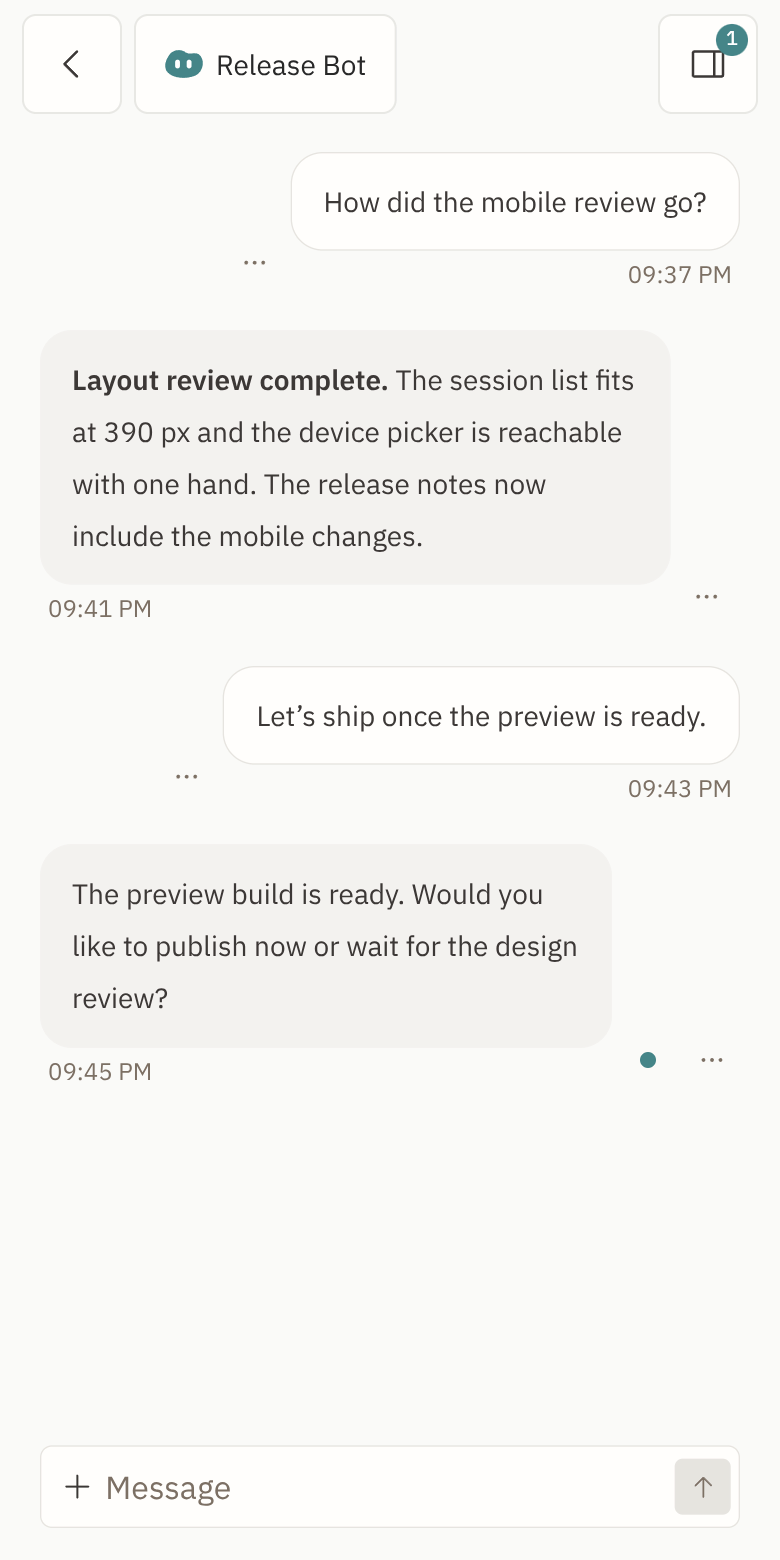 Release Bot
1
How did the mobile review go?
09:37 PM
Layout review complete. The session list fits
at 390 px and the device picker is reachable
with one hand. The release notes now
include the mobile changes.
09:41 PM
Let’s ship once the preview is ready.
09:43 PM
The preview build is ready. Would you
like to publish now or wait for the design
review?
09:45 PM
Message